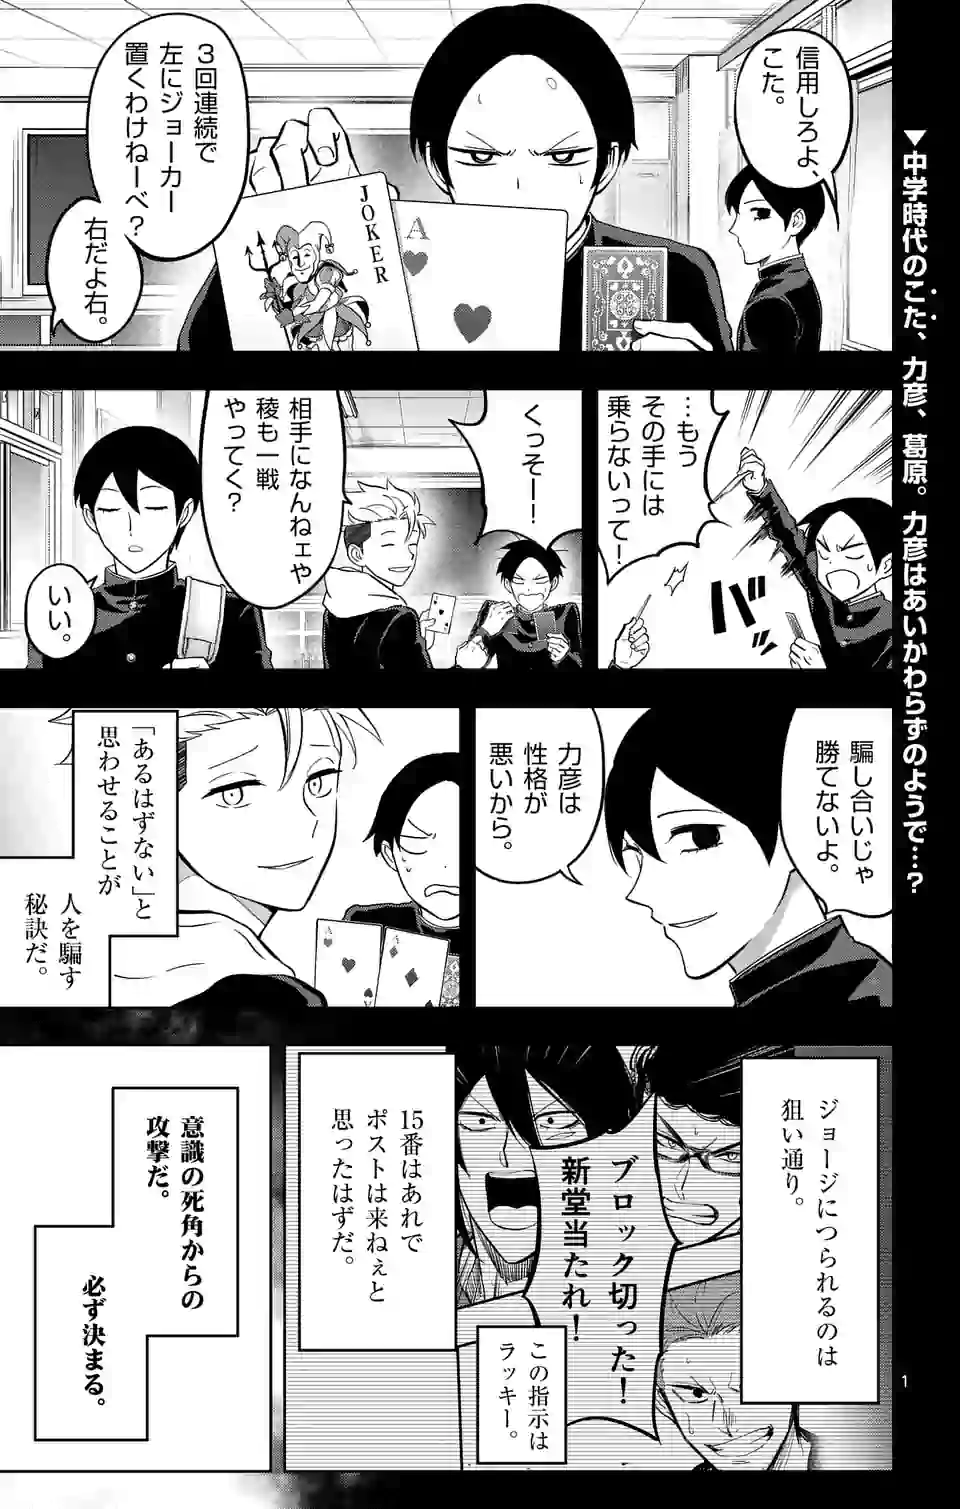 ▼中学時代のこた、力彦、葛原。力彦はあいかわらずのようで…?
信用しろよ、
こた。
3回連続で
左にジョーカー
置くわけねーべ?
右だよ右。
JOKER
A
…もう
その手には
乗らないって!
くっそー!
相手になんねェや
稜も一戦
やってく?
いい。
騙し合いじゃ
勝てないよ。
力彦は
性格が
悪いから。
「あるはずない」と
思わせることが
人を騙す
秘訣だ。
ジョージにつられるのは
狙い通り。
ブロック切った!
新堂当たれ!
この指示は
ラッキー。
15番はあれで
ポストは来ねぇと
思ったはずだ。
意識の死角からの
攻撃だ。
必ず決まる。
1